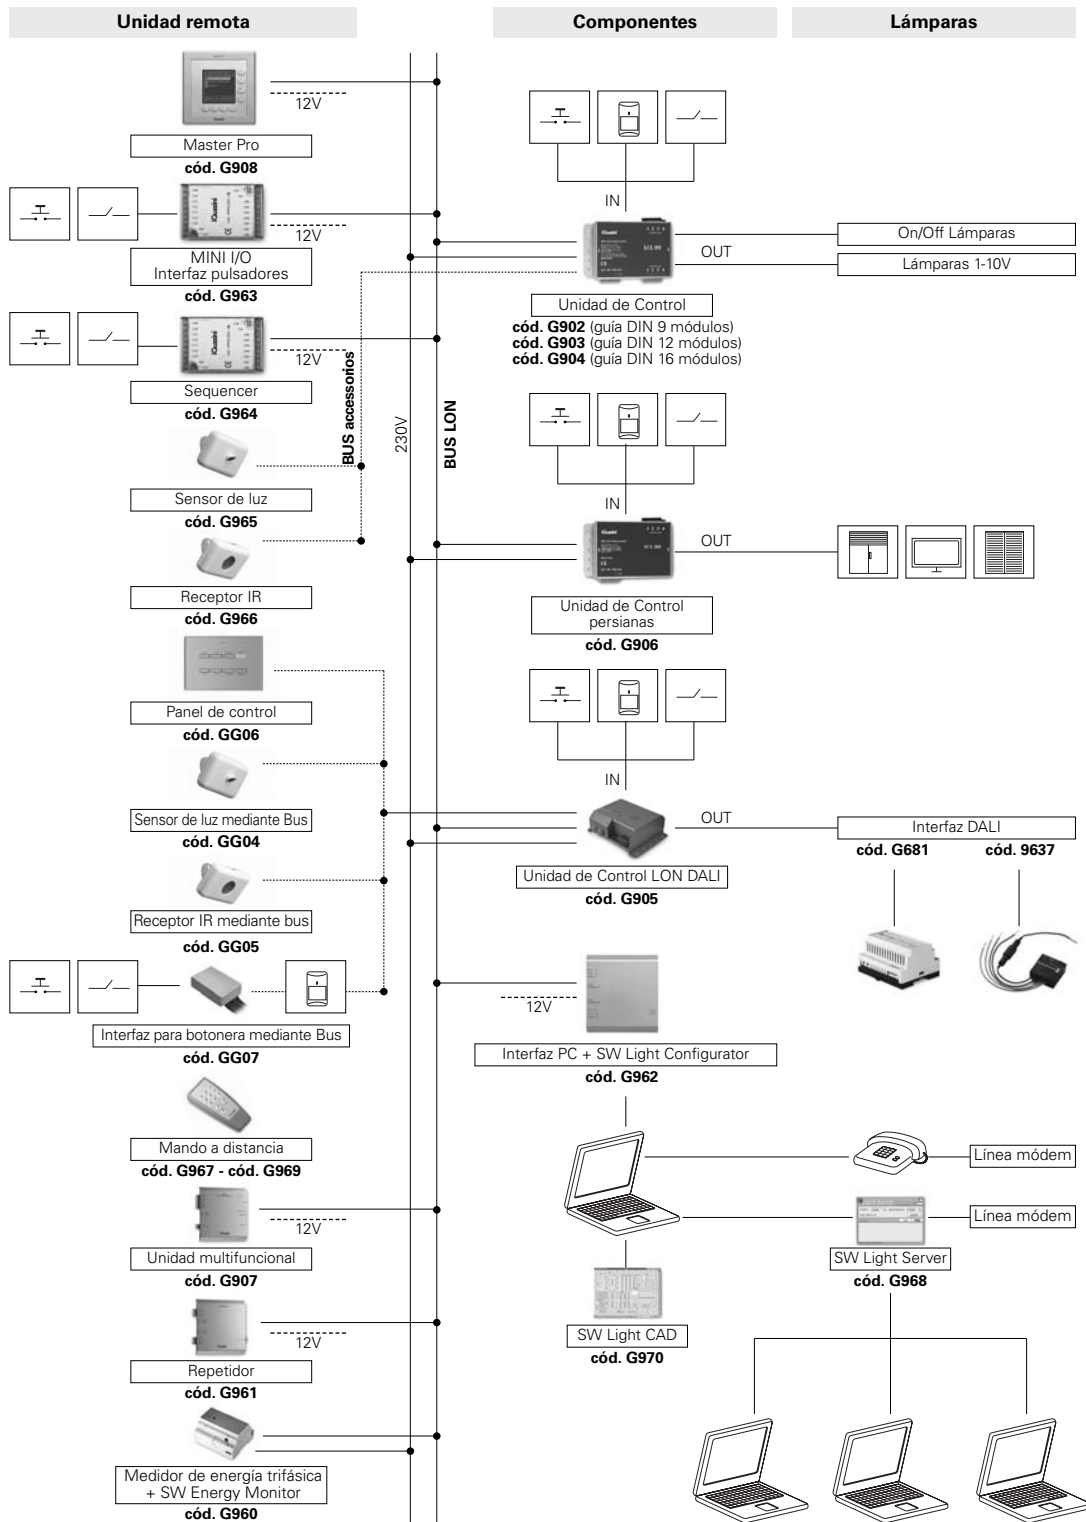 Unidad remota
Componentes
Lámparas
12V
Master Pro
cód. G908
iGuzzini
12V
MINI I/O
Interfaz pulsadores
cód. G963
iGuzzini
12V
Sequencer
cód. G964
Sensor de luz
cód. G965
Receptor IR
cód. G966
Panel de control
cód. GG06
Sensor de luz mediante Bus
cód. GG04
Receptor IR mediante bus
cód. GG05
Interfaz para botonera mediante Bus
cód. GG07
Mando a distancia
cód. G967 - cód. G969
12V
Unidad multifuncional
cód. G907
12V
Repetidor
cód. G961
Medidor de energía trifásica
+ SW Energy Monitor
cód. G960
BUS accessorios
230V
BUS LON
IN
OUT
On/Off Lámparas
Lámparas 1-10V
Unidad de Control
cód. G902 (guía DIN 9 módulos)
cód. G903 (guía DIN 12 módulos)
cód. G904 (guía DIN 16 módulos)
IN
OUT
Unidad de Control
persianas
cód. G906
IN
OUT
Interfaz DALI
cód. G681 cód. 9637
Unidad de Control LON DALI
cód. G905
12V
Interfaz PC + SW Light Configurator
cód. G962
Línea módem
Línea módem
SW Light Server
cód. G968
SW Light CAD
cód. G970